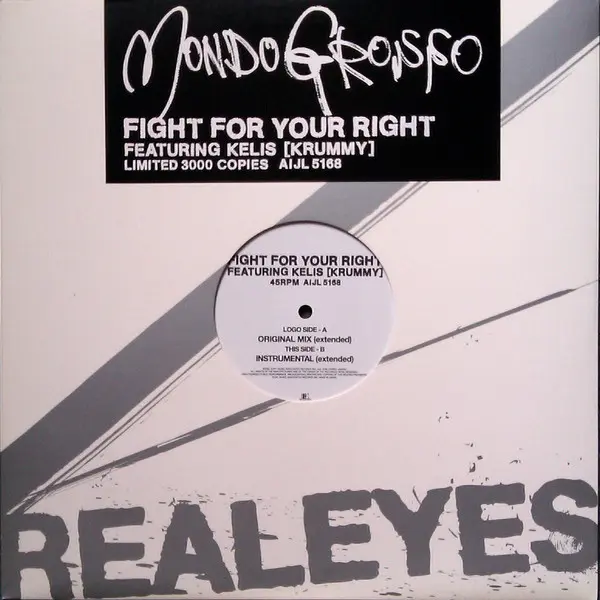 MONDO GROSSO
FIGHT FOR YOUR RIGHT
FEATURING KELIS [KRUMMY]
LIMITED 3000 COPIES AIJL 5168
FIGHT FOR YOUR RIGHT
FEATURING KELIS [KRUMMY]
45RPM AIJL 5168
LOGO SIDE - A
ORIGINAL MIX (extended)
THIS SIDE - B
INSTRUMENTAL (extended)
REALEYES